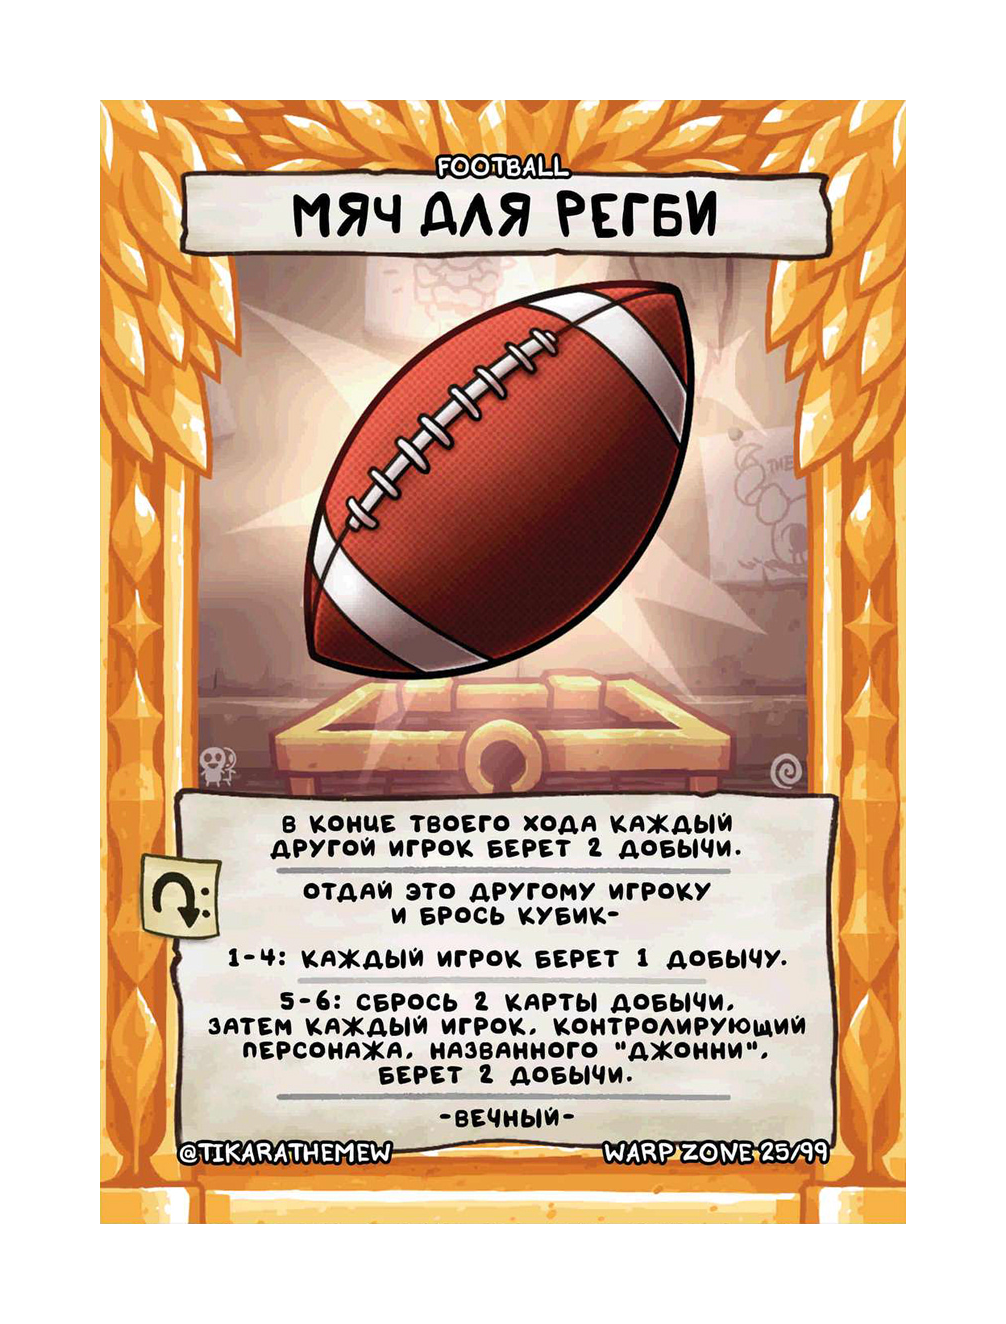 FOOTBALL
МЯЧ ДЛЯ РЕГБИ
THE
В КОНЦЕ ТВОЕГО ХОДА КАЖДЫЙ
ДРУГОЙ ИГРОК БЕРЕТ 2 ДОБЫЧИ.
ОТДАЙ ЭТО ДРУГОМУ ИГРОКУ
И БРОСЬ КУБИК-
1-4: КАЖДЫЙ ИГРОК БЕРЕТ 1 ДОБЫЧУ.
5-6: СБРОСЬ 2 КАРТЫ ДОБЫЧИ,
ЗАТЕМ КАЖДЫЙ ИГРОК, КОНТРОЛИРУЮЩИЙ
ПЕРСОНАЖА, НАЗВАННОГО "ДЖОННИ",
БЕРЕТ 2 ДОБЫЧИ.
-ВЕЧНЫЙ-
@TIKARATHEMEW
WARP ZONE 25/99